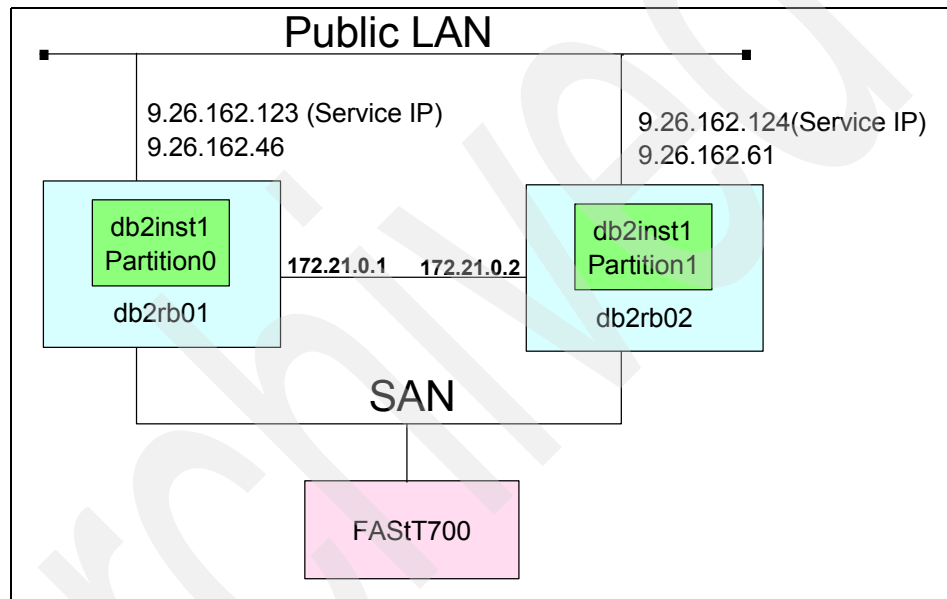 Public LAN
9.26.162.123 (Service IP)
9.26.162.46
9.26.162.124(Service IP)
9.26.162.61
db2inst1
Partition0
db2rb01
172.21.0.1
172.21.0.2
db2inst1
Partition1
db2rb02
SAN
FAStT700
rchived